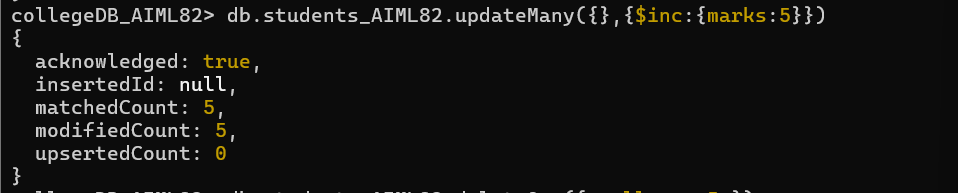 collegeDB_AIML82> db.students_AIML82.updateMany({},{$inc:{marks:5}})
{
  acknowledged: true,
  insertedId: null,
  matchedCount: 5,
  modifiedCount: 5,
  upsertedCount: 0
}